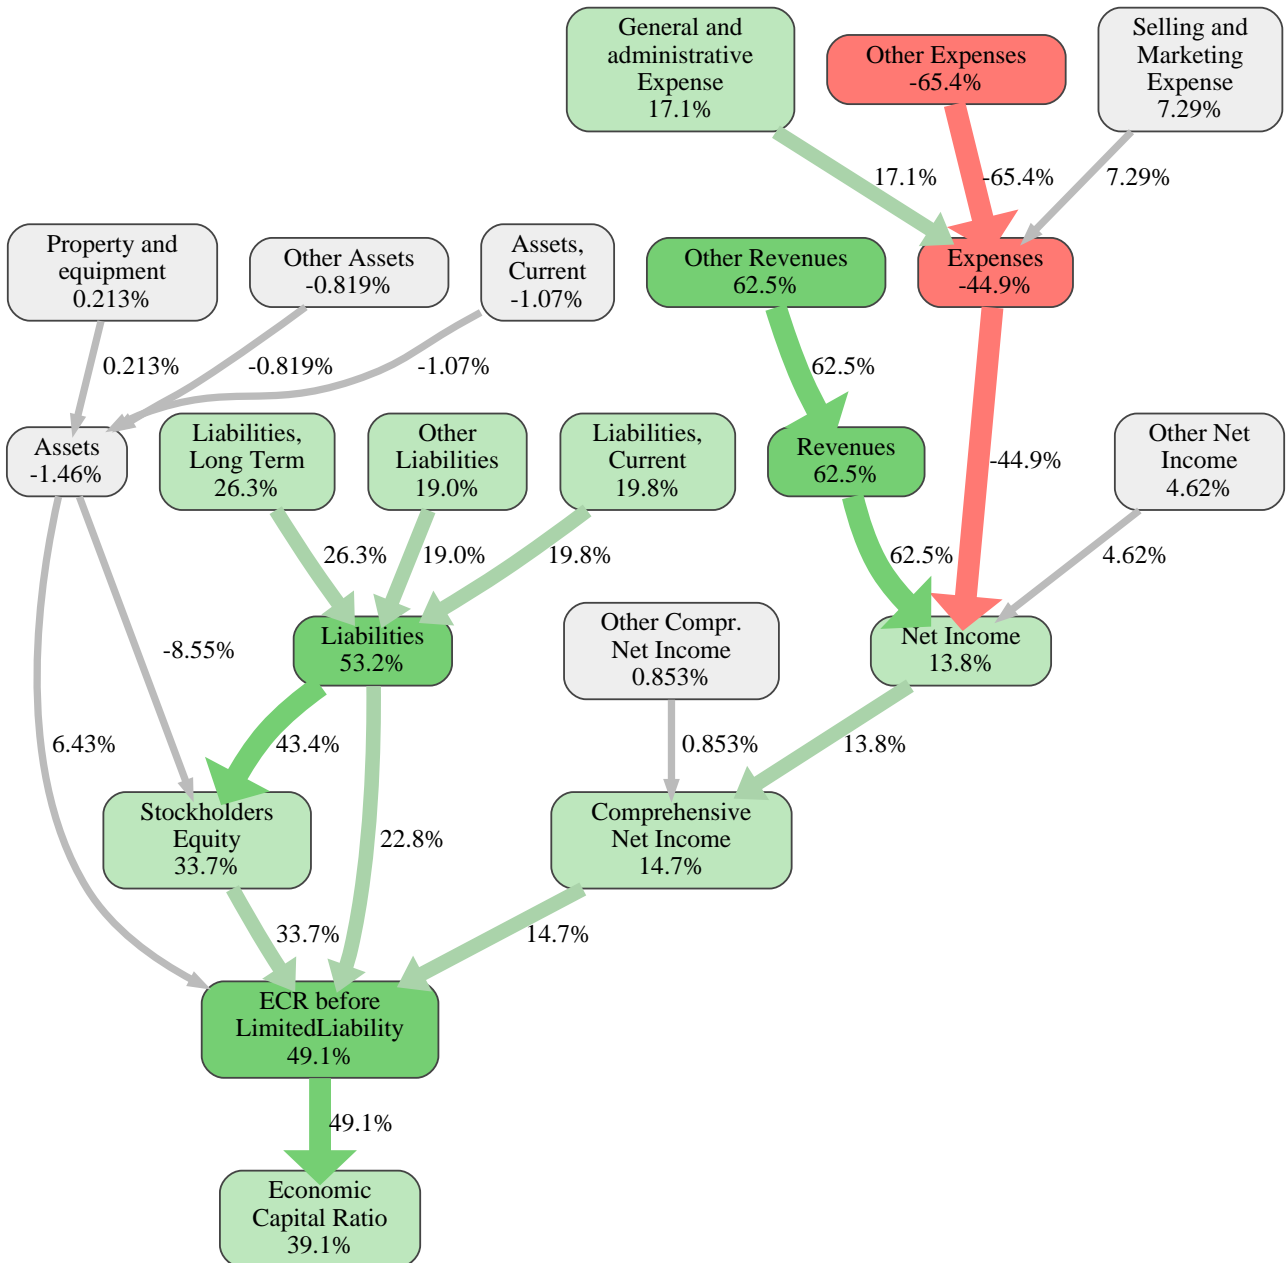 General and
administrative
Expense
17.1%
Other Expenses
-65.4%
Selling and
Marketing
Expense
7.29%
17.1%
-65.4%
7.29%
Property and
equipment
0.213%
Other Assets
-0.819%
Assets,
Current
-1.07%
Other Revenues
62.5%
Expenses
-44.9%
0.213%
-0.819%
-1.07%
62.5%
-44.9%
Assets
-1.46%
Liabilities,
Long Term
26.3%
Other
Liabilities
19.0%
Liabilities,
Current
19.8%
Revenues
62.5%
Other Net
Income
4.62%
26.3%
19.0%
19.8%
62.5%
4.62%
Liabilities
53.2%
Other Compr.
Net Income
0.853%
Net Income
13.8%
-8.55%
6.43%
43.4%
0.853%
13.8%
Stockholders
Equity
33.7%
22.8%
Comprehensive
Net Income
14.7%
33.7%
14.7%
ECR before
LimitedLiability
49.1%
49.1%
Economic
Capital Ratio
39.1%